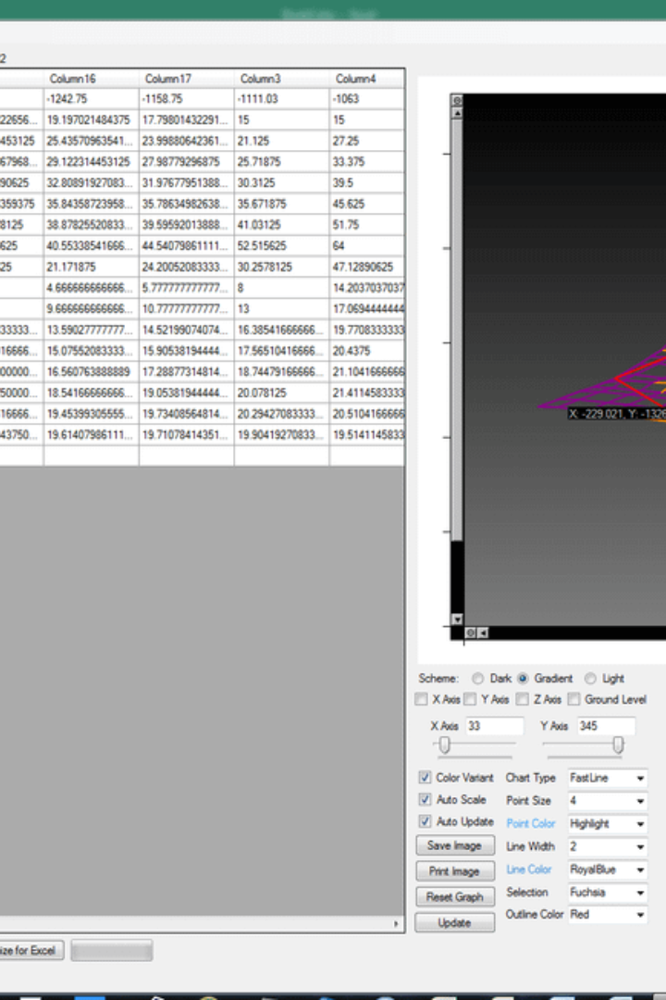 2
Column16 Column17 Column3 Column4
-1242.75 -1158.75 -1111.03 -1063
22656... 19.197021484375 17.79801432291... 15 15
453125 25.43570963541... 23.99880642361... 21.125 27.25
67968... 29.122314453125 27.98779296875 25.71875 33.375
90625 32.80891927083... 31.97677951388... 30.3125 39.5
359375 35.84358723958... 35.78634982638... 35.671875 45.625
8125 38.87825520833... 39.59592013888... 41.03125 51.75
625 40.55338541666... 44.54079861111... 52.515625 64
25 21.171875 24.20052083333... 30.2578125 47.12890625
4.666666666666... 5.777777777777... 8 14.2037037037
9.666666666666... 10.77777777777... 13 17.0694444444
33333... 13.59027777777... 14.52199074074... 16.38541666666... 19.7708333333
16666... 15.07552083333... 15.90538194444... 17.56510416666... 20.4375
00000... 16.560763888889 17.28877314814... 18.74479166666... 21.1041666666
50000... 18.54166666666... 19.05381944444... 20.078125 21.4114583333
16666... 19.45399305555... 19.73408564814... 20.29427083333... 20.5104166666
43750... 19.61407986111... 19.71078414351... 19.90419270833... 19.5141145833
X: -229.021, Y: -1326
Scheme: Dark Gradient Light
X Axis Y Axis Z Axis Ground Level
X Axis 33 Y Axis 345
Color Variant Chart Type FastLine
Auto Scale Point Size 4
Auto Update Point Color Highlight
Save Image Line Width 2
Print Image Line Color RoyalBlue
Reset Graph Selection Fuchsia
Update Outline Color Red
ize for Excel